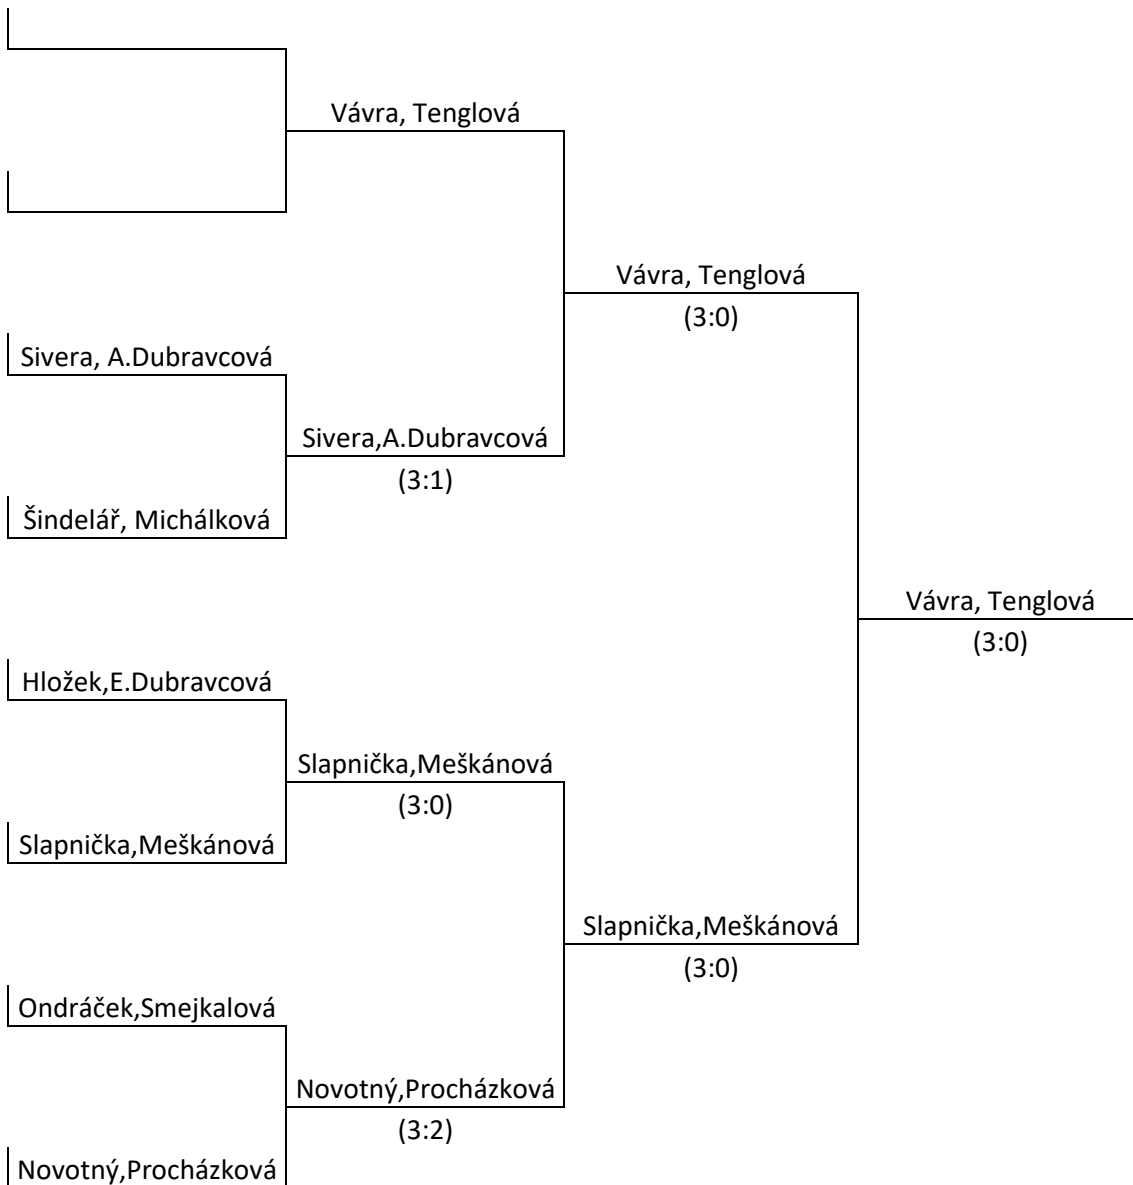 Vávra, Tenglová
Vávra, Tenglová
(3:0)
Sivera, A.Dubravcová
Sivera,A.Dubravcová
(3:1)
Šindelář, Michálková
Vávra, Tenglová
(3:0)
Hložek,E.Dubravcová
Slapnička,Meškánová
(3:0)
Slapnička,Meškánová
Slapnička,Meškánová
(3:0)
Ondráček,Smejkalová
Novotný,Procházková
(3:2)
Novotný,Procházková